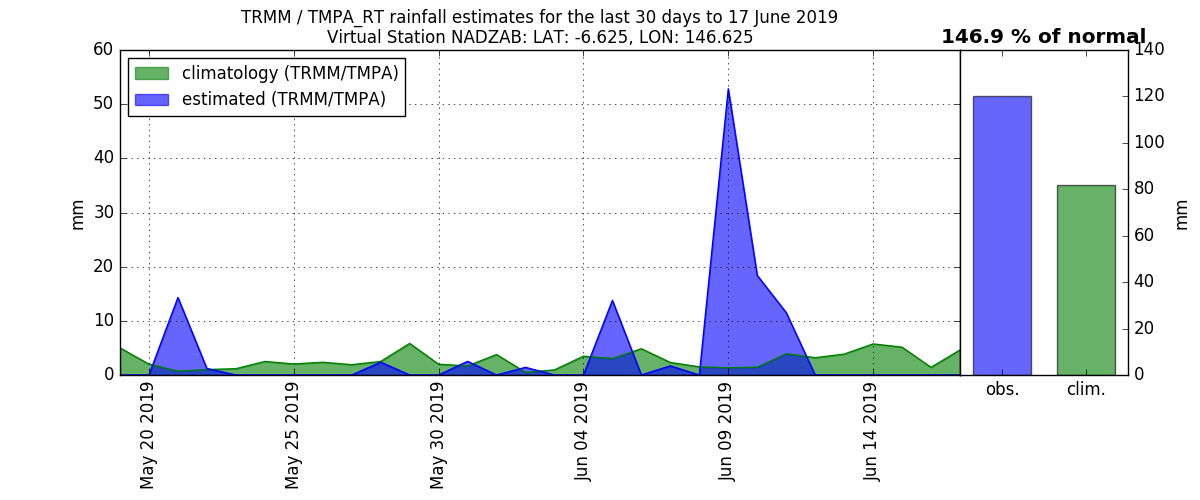 TRMM / TMPA_RT rainfall estimates for the last 30 days to 17 June 2019
Virtual Station NADZAB: LAT: -6.625, LON: 146.625
146.9 % of normal
climatology (TRMM/TMPA)
estimated (TRMM/TMPA)
mm
60
50
40
30
20
10
0
May 20 2019
May 25 2019
May 30 2019
Jun 04 2019
Jun 09 2019
Jun 14 2019
obs.
clim.
140
120
100
80
60
40
20
0
mm